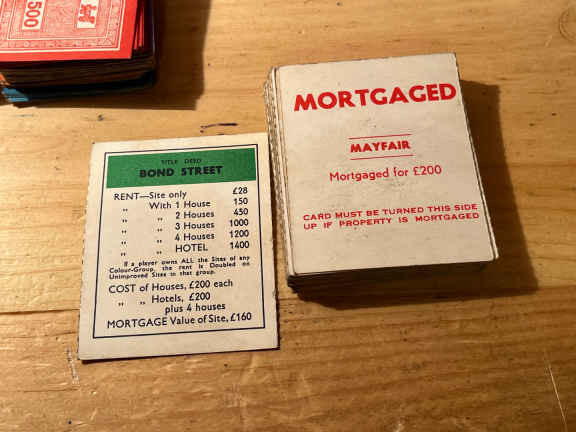 500
TITLE DEED
BOND STREET
RENT—Site only £28
„ With 1 House 150
„ „ 2 Houses 450
„ „ 3 Houses 1000
„ „ 4 Houses 1200
„ „ HOTEL 1400
If a player owns ALL the Sites of any
Colour-Group, the rent is Doubled on
Unimproved Sites in that group.
COST of Houses, £200 each
„ „ Hotels, £200
plus 4 houses
MORTGAGE Value of Site, £160
MORTGAGED
MAYFAIR
Mortgaged for £200
CARD MUST BE TURNED THIS SIDE
UP IF PROPERTY IS MORTGAGED